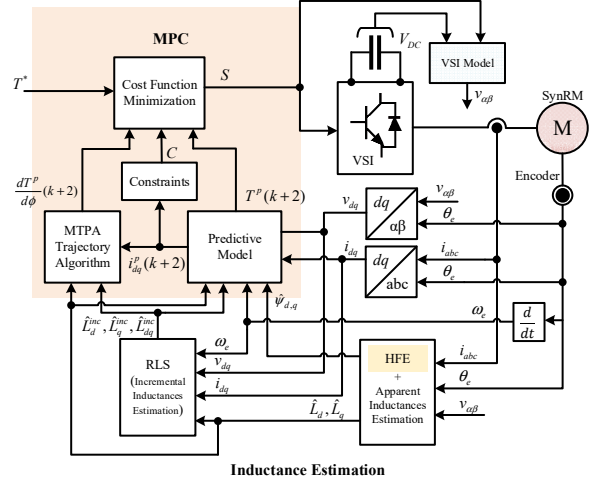 MPC
V_DC
Cost Function
Minimization
S
T*
VSI Model
v_αβ
SynRM
M
VSI
Encoder
C
dT^p/dφ (k+2)
Constraints
T^p(k+2)
v_dq
dq
αβ
v_αβ
θ_e
MTPA
Trajectory
Algorithm
i^p_dq(k+2)
Predictive
Model
i_dq
dq
abc
i_abc
θ_e
ψ̂_d,q
L̂_d^inc, L̂_q^inc, L̂_dq^inc
ω_e
d
dt
RLS
(Incremental
Inductances
Estimation)
ω_e
v_dq
i_dq
L̂_d, L̂_q
HFE
+
Apparent
Inductances
Estimation
i_abc
θ_e
v_αβ
Inductance Estimation